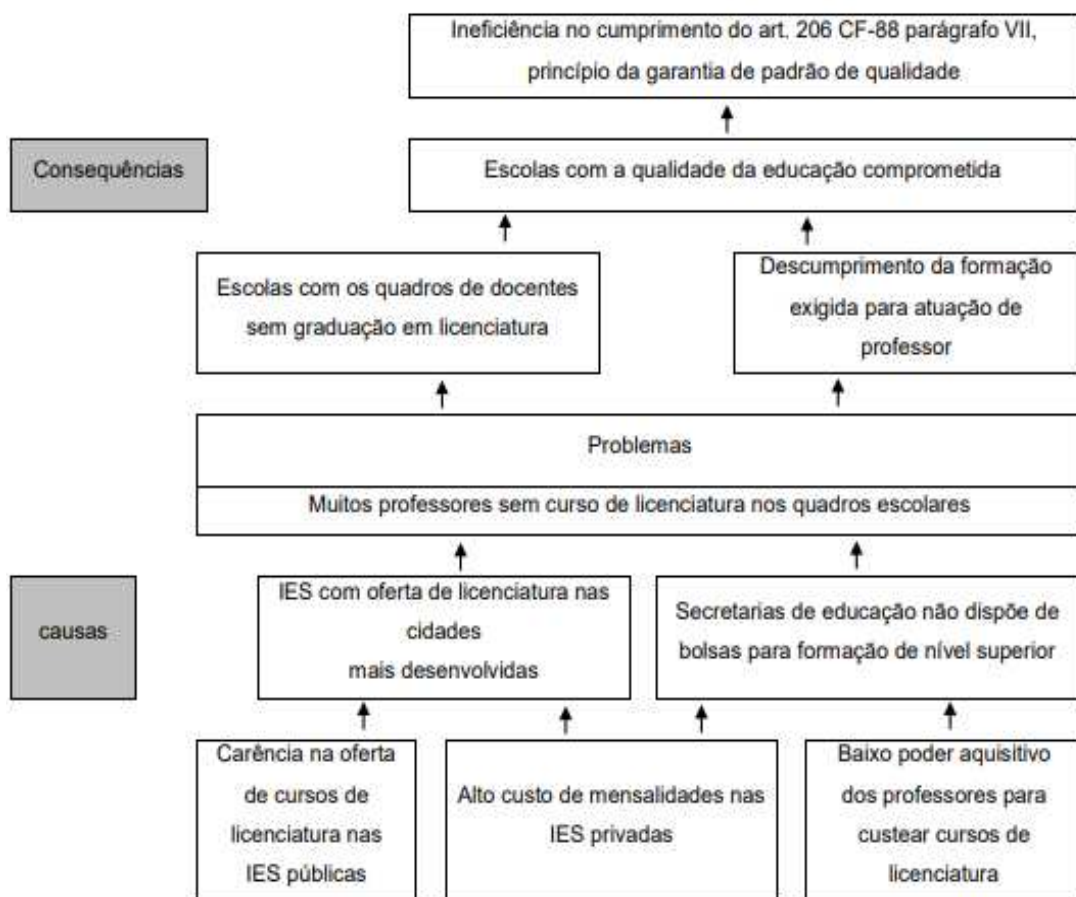 Ineficiência no cumprimento do art. 206 CF-88 parágrafo VII,
princípio da garantia de padrão de qualidade
Consequências
Escolas com a qualidade da educação comprometida
Escolas com os quadros de docentes
sem graduação em licenciatura
Descumprimento da formação
exigida para atuação de
professor
Problemas
Muitos professores sem curso de licenciatura nos quadros escolares
causas
IES com oferta de licenciatura nas
cidades
mais desenvolvidas
Secretarias de educação não dispõe de
bolsas para formação de nível superior
Carência na oferta
de cursos de
licenciatura nas
IES públicas
Alto custo de mensalidades nas
IES privadas
Baixo poder aquisitivo
dos professores para
custear cursos de
licenciatura